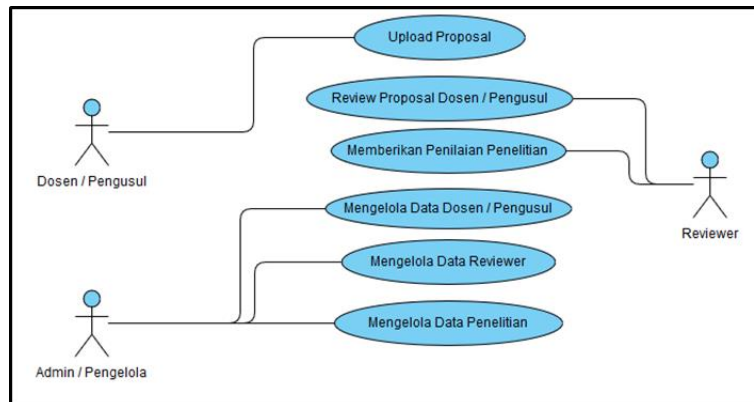 Upload Proposal
Review Proposal Dosen / Pengusul
Memberikan Penilaian Penelitian
Dosen / Pengusul
Mengelola Data Dosen / Pengusul
Reviewer
Mengelola Data Reviewer
Mengelola Data Penelitian
Admin / Pengelola